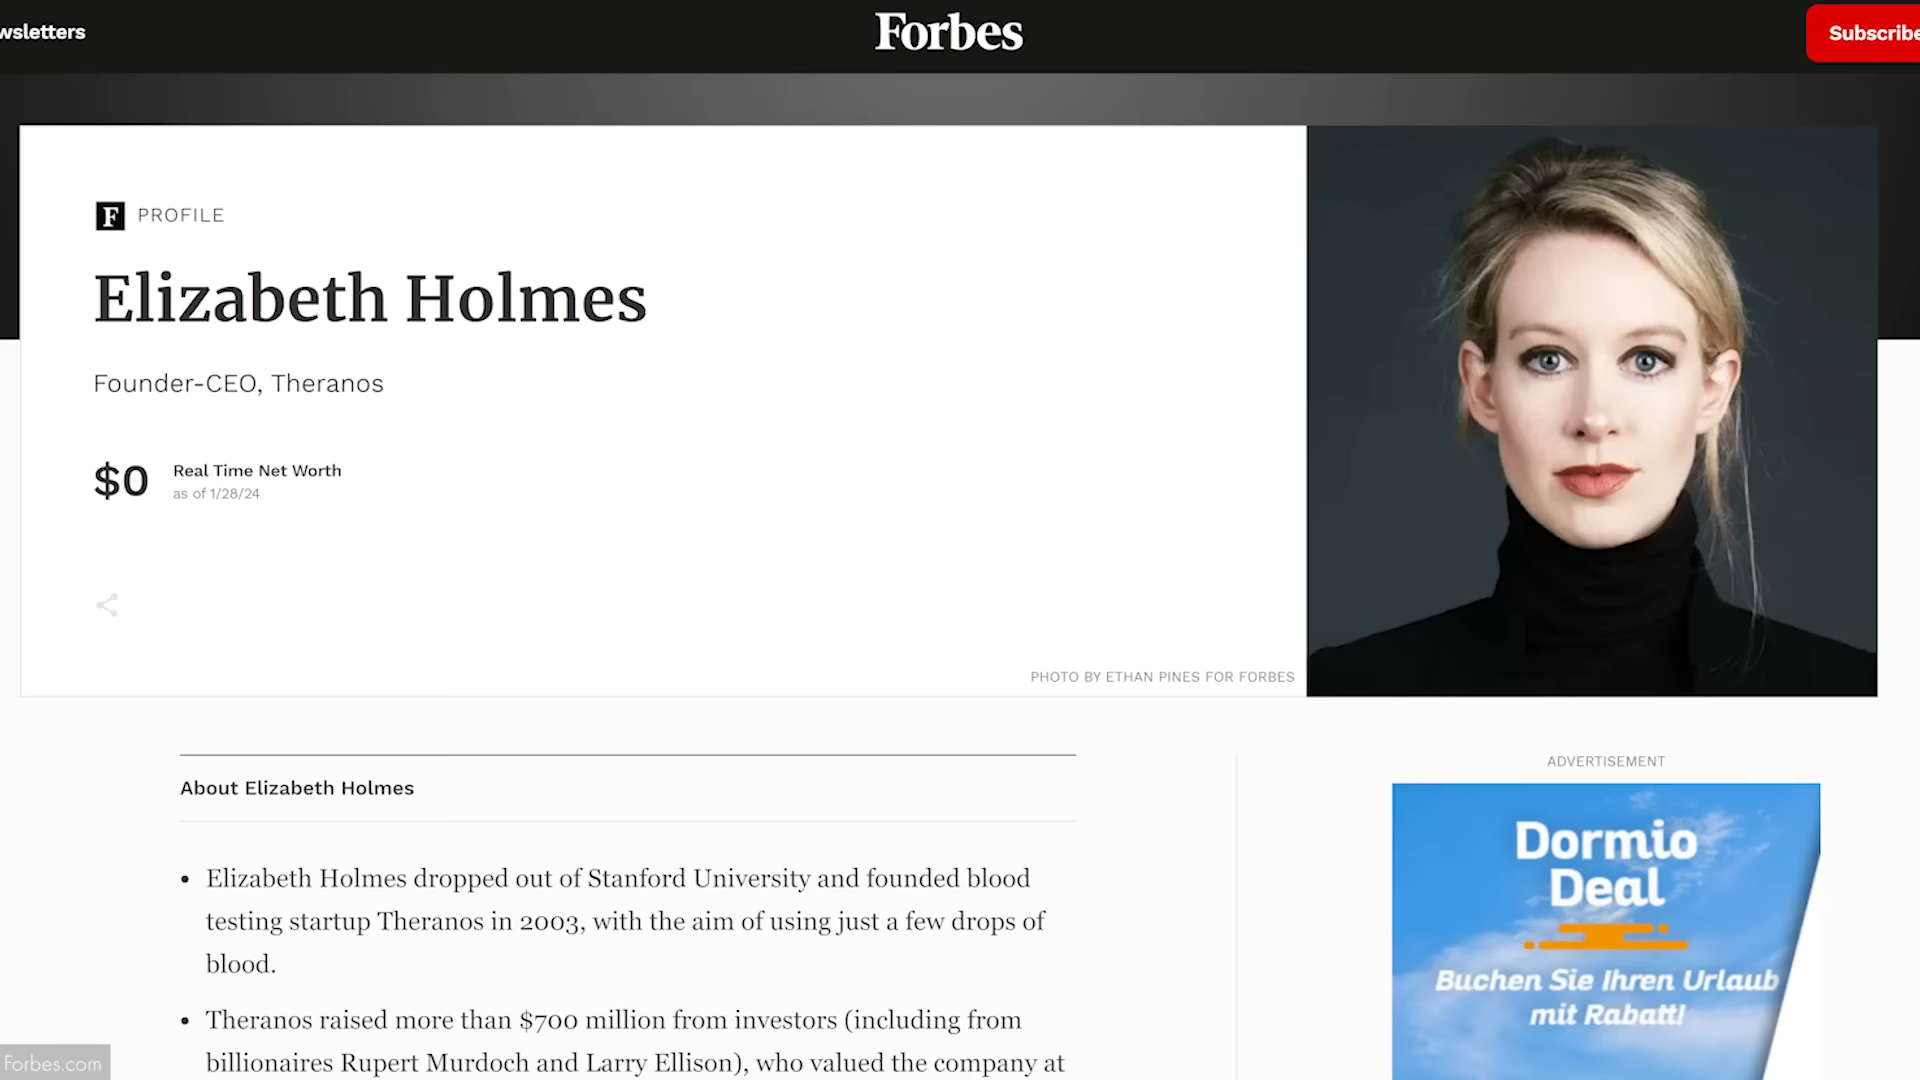 wsletters
Forbes
Subscribe
F PROFILE
Elizabeth Holmes
Founder-CEO, Theranos
$0
Real Time Net Worth
as of 1/28/24
PHOTO BY ETHAN PINES FOR FORBES
About Elizabeth Holmes
• Elizabeth Holmes dropped out of Stanford University and founded blood
testing startup Theranos in 2003, with the aim of using just a few drops of
blood.
• Theranos raised more than $700 million from investors (including from
billionaires Rupert Murdoch and Larry Ellison), who valued the company at
ADVERTISEMENT
Dormio
Deal
Buchen Sie Ihren Urlaub
mit Rabatt!
Forbes.com